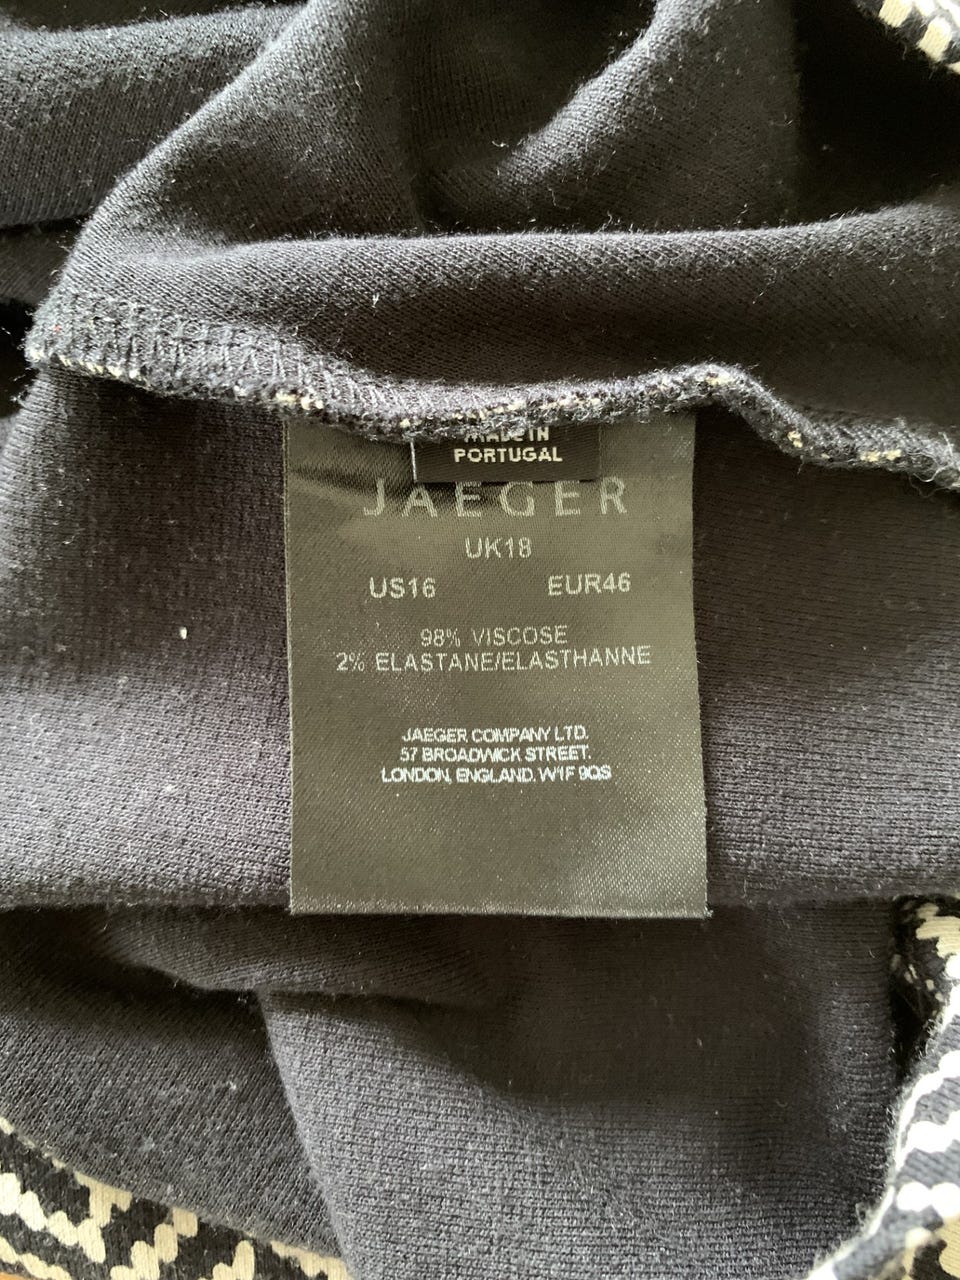 MADE IN
PORTUGAL
JAEGER
UK18
US16 EUR46
98% VISCOSE
2% ELASTANE/ELASTHANNE
JAEGER COMPANY LTD.
57 BROADWICK STREET.
LONDON, ENGLAND. W1F 9QS